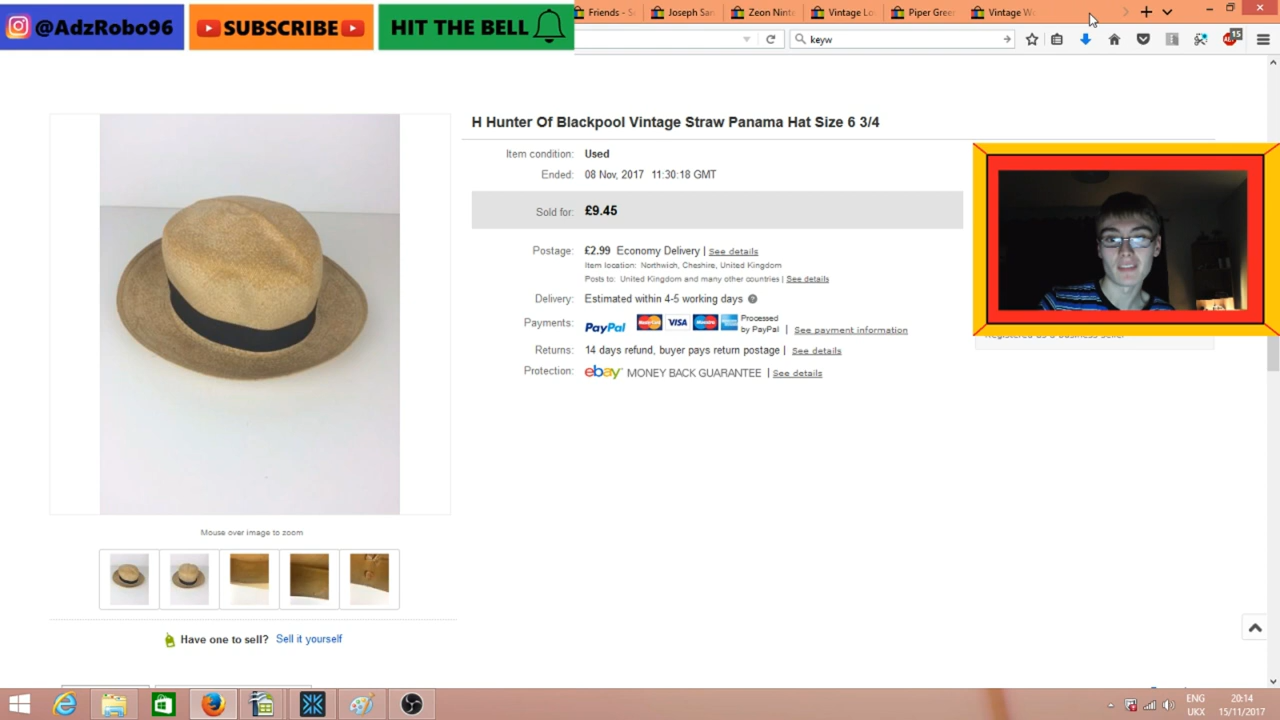 @AdzRobo96
SUBSCRIBE
HIT THE BELL
Friends - S
Joseph Sar
Zeon Nint
Vintage Lo
Piper Gree
Vintage W
keyw
15
H Hunter Of Blackpool Vintage Straw Panama Hat Size 6 3/4
Item condition: Used
Ended: 08 Nov, 2017 11:30:18 GMT
Sold for: £9.45
Postage: £2.99 Economy Delivery | See details
Item location: Northwich, Cheshire, United Kingdom
Posts to: United Kingdom and many other countries | See details
Delivery: Estimated within 4-5 working days
Payments: PayPal MasterCard VISA Maestro Processed by PayPal | See payment information
Returns: 14 days refund, buyer pays return postage | See details
Protection: ebay MONEY BACK GUARANTEE | See details
Mouse over image to zoom
Have one to sell? Sell it yourself
ENG
UKX
20:14
15/11/2017